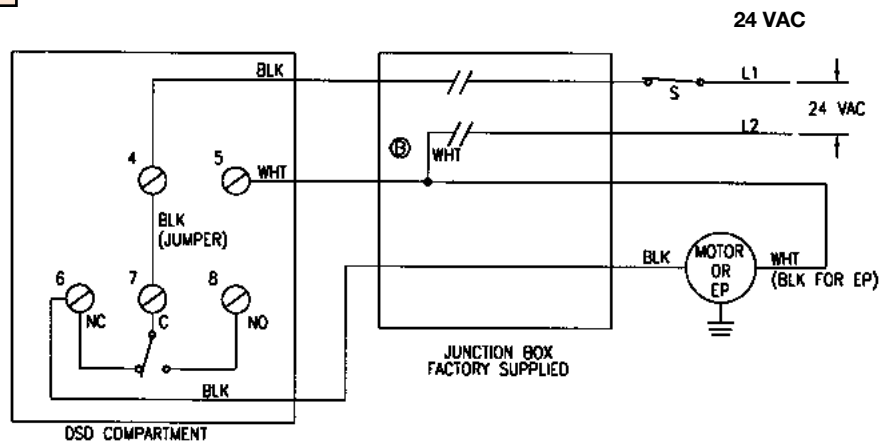 24 VAC
BLK
S
L1
24 VAC
L2
B
WHT
4
5
WHT
BLK
(JUMPER)
BLK
MOTOR
OR
EP
WHT
(BLK FOR EP)
6
7
8
NC
C
NO
JUNCTION BOX
FACTORY SUPPLIED
BLK
DSD COMPARTMENT